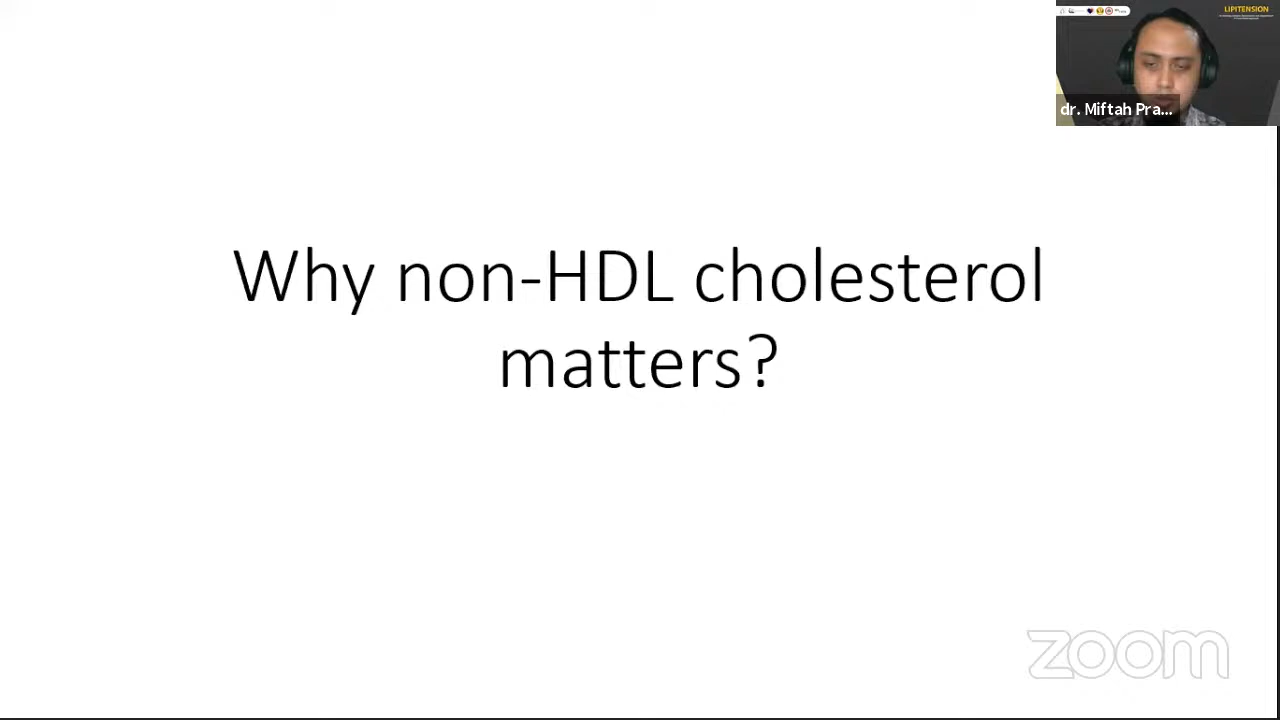 LIPITENSION
dr. Miftah Pra...
Why non-HDL cholesterol
matters?
zoom